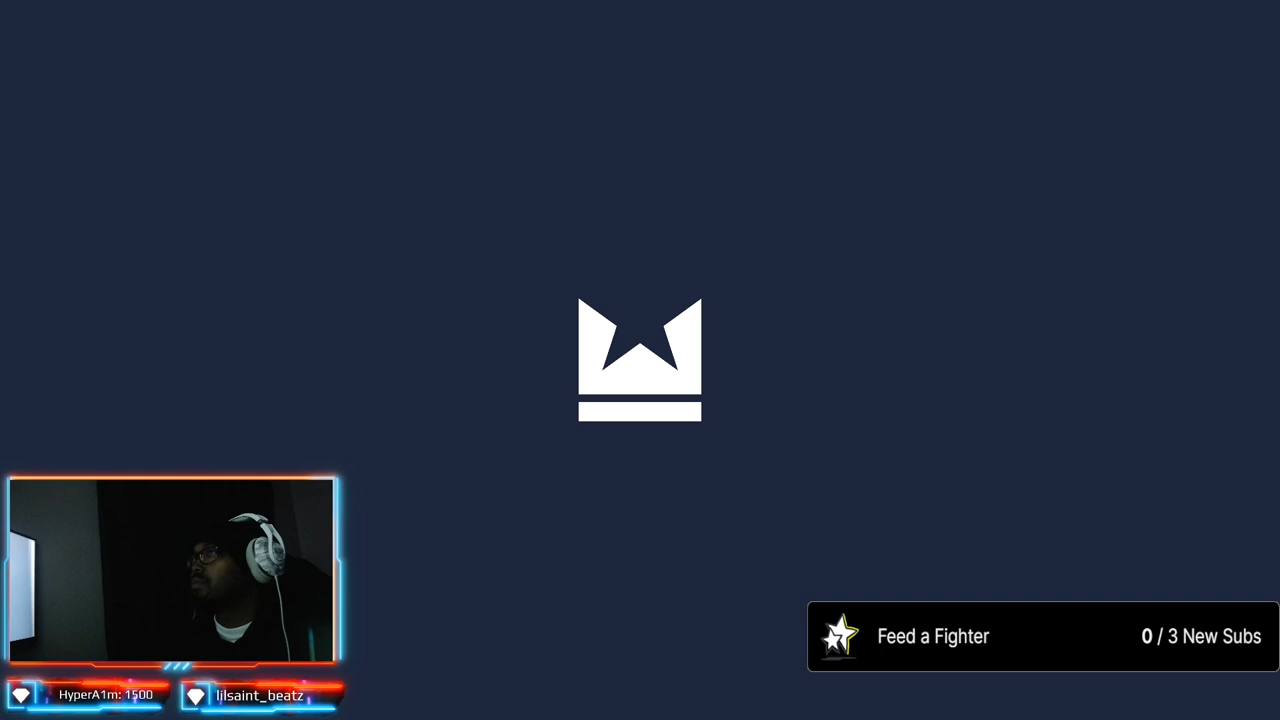 Feed a Fighter
0 / 3 New Subs
HyperA1m: 1500
lilsaint_beatz